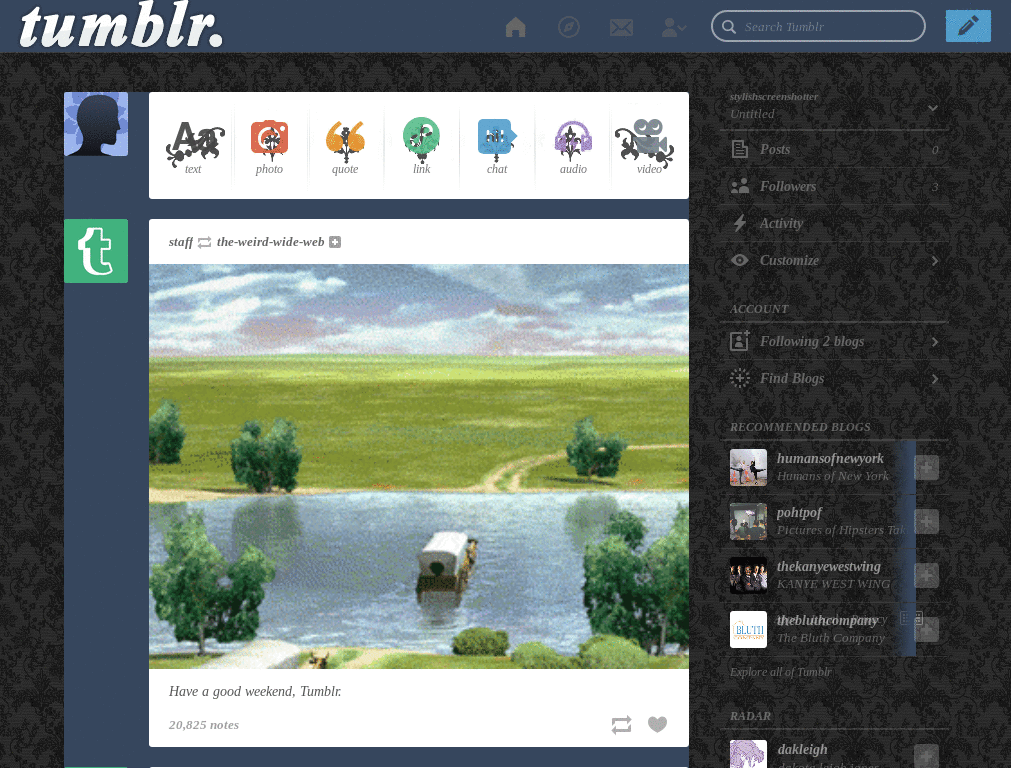 tumblr.
Search Tumblr
Aa
text
photo
quote
link
chat
audio
video
t
staff the-weird-wide-web
Have a good weekend, Tumblr.
20,825 notes
stylishscreenshotter
Untitled
Posts 0
Followers 3
Activity
Customize
ACCOUNT
Following 2 blogs
Find Blogs
RECOMMENDED BLOGS
humansofnewyork
Humans of New York
pohtpof
Pictures of Hipsters Tak
thekanyewestwing
KANYE WEST WING
thebluthcompany
The Bluth Company
BLUTH
Explore all of Tumblr
RADAR
dakleigh